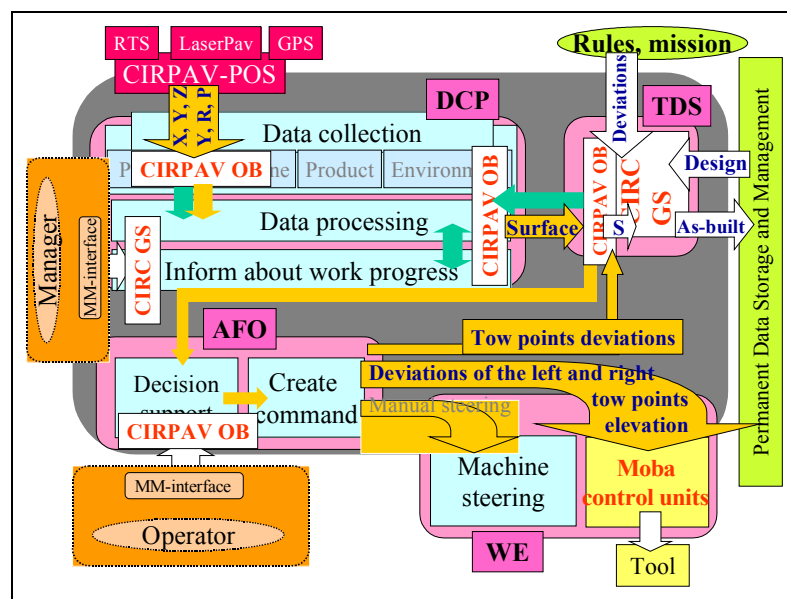 RTS
LaserPav
GPS
CIRPAV-POS
Rules, mission
X, Y, Z
Y, R, P
DCP
Deviations
TDS
Data collection
CIRPAV OB
Product
Environm
Design
CIRPAV OB
CIRC GS
Data processing
CIRPAV OB
Surface
S
As-built
Permanent Data Storage and Management
Manager
MM-interface
CIRC GS
Inform about work progress
AFO
Tow points deviations
Decision
support
Create
command
Deviations of the left and right
tow points
elevation
Manual steering
CIRPAV OB
MM-interface
Operator
Machine
steering
Moba
control units
WE
Tool